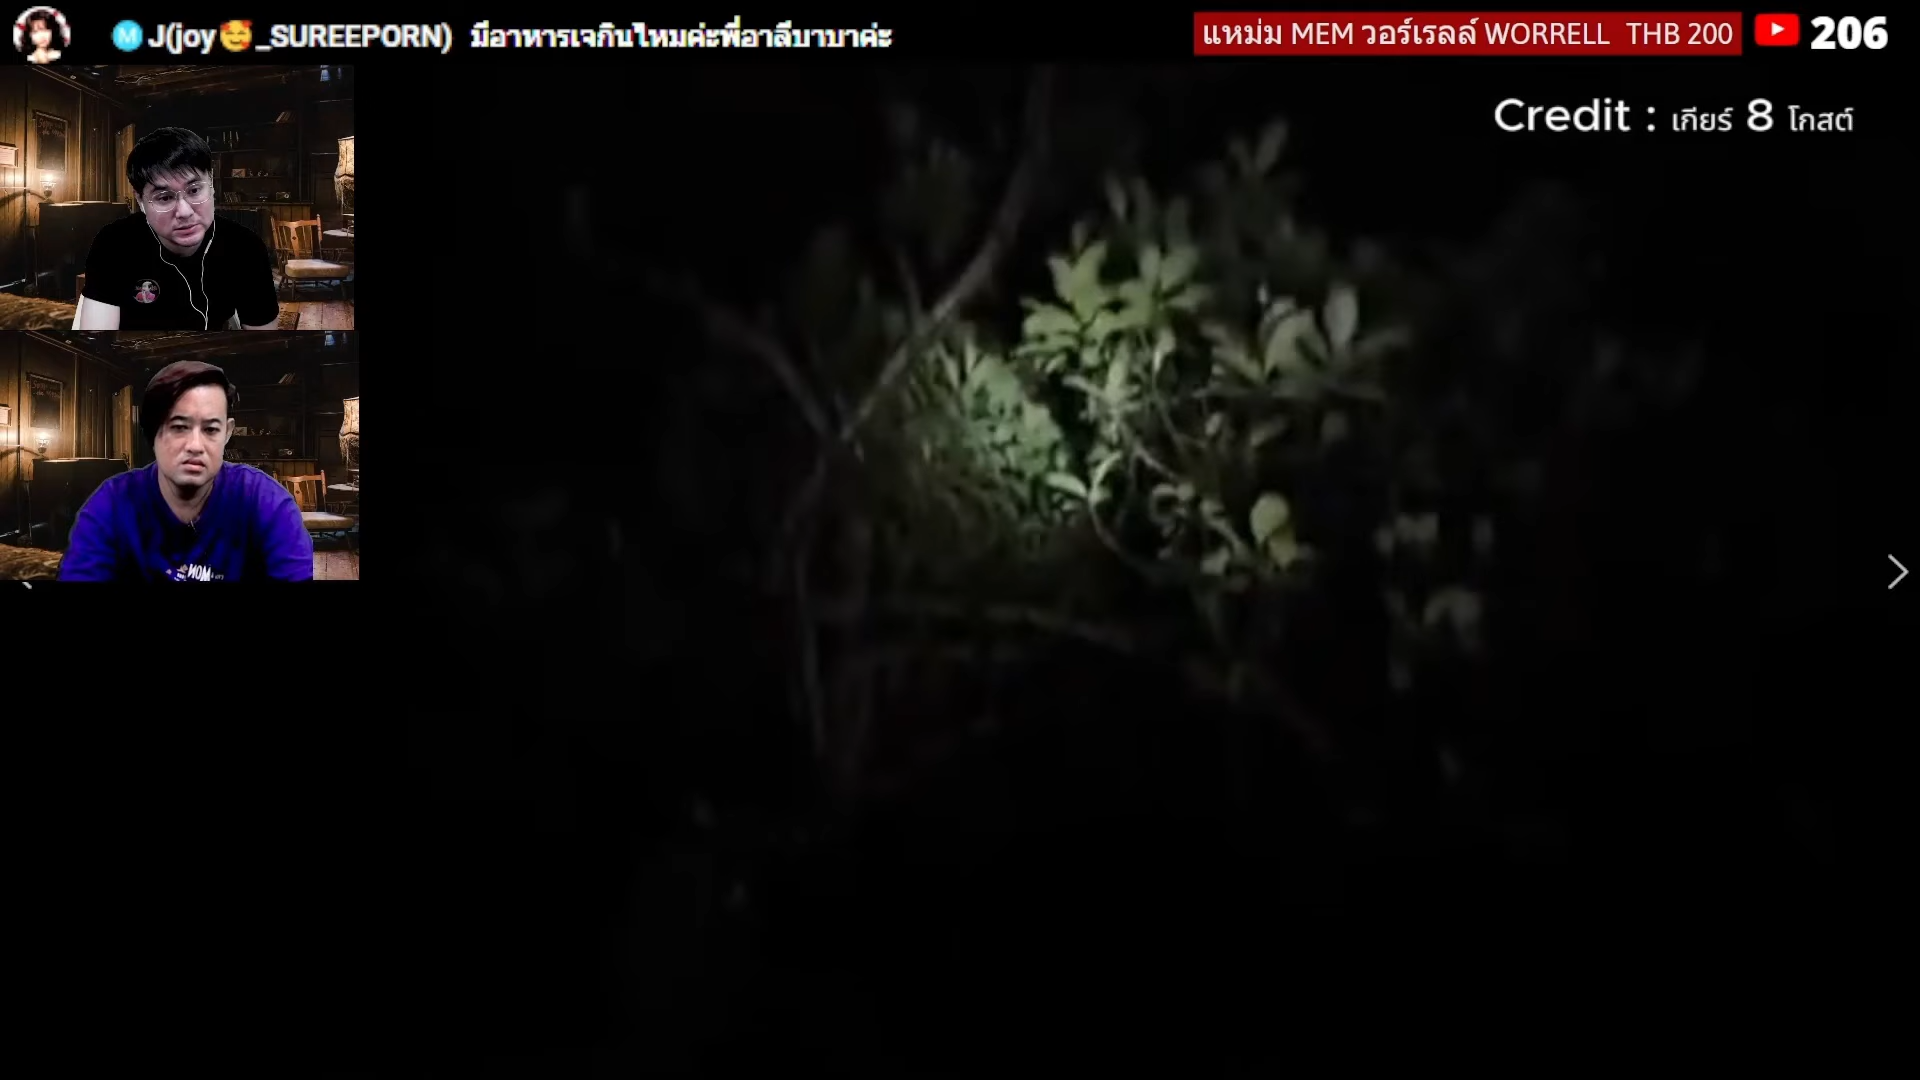 J(joy🥰_SUREEPORN) มีอาหารเจกินไหมค่ะพี่อาลีบาบาค่ะ
แหม่ม MEM วอร์เรลล์ WORRELL THB 200
206
Credit : เกียร์ 8 โกสต์